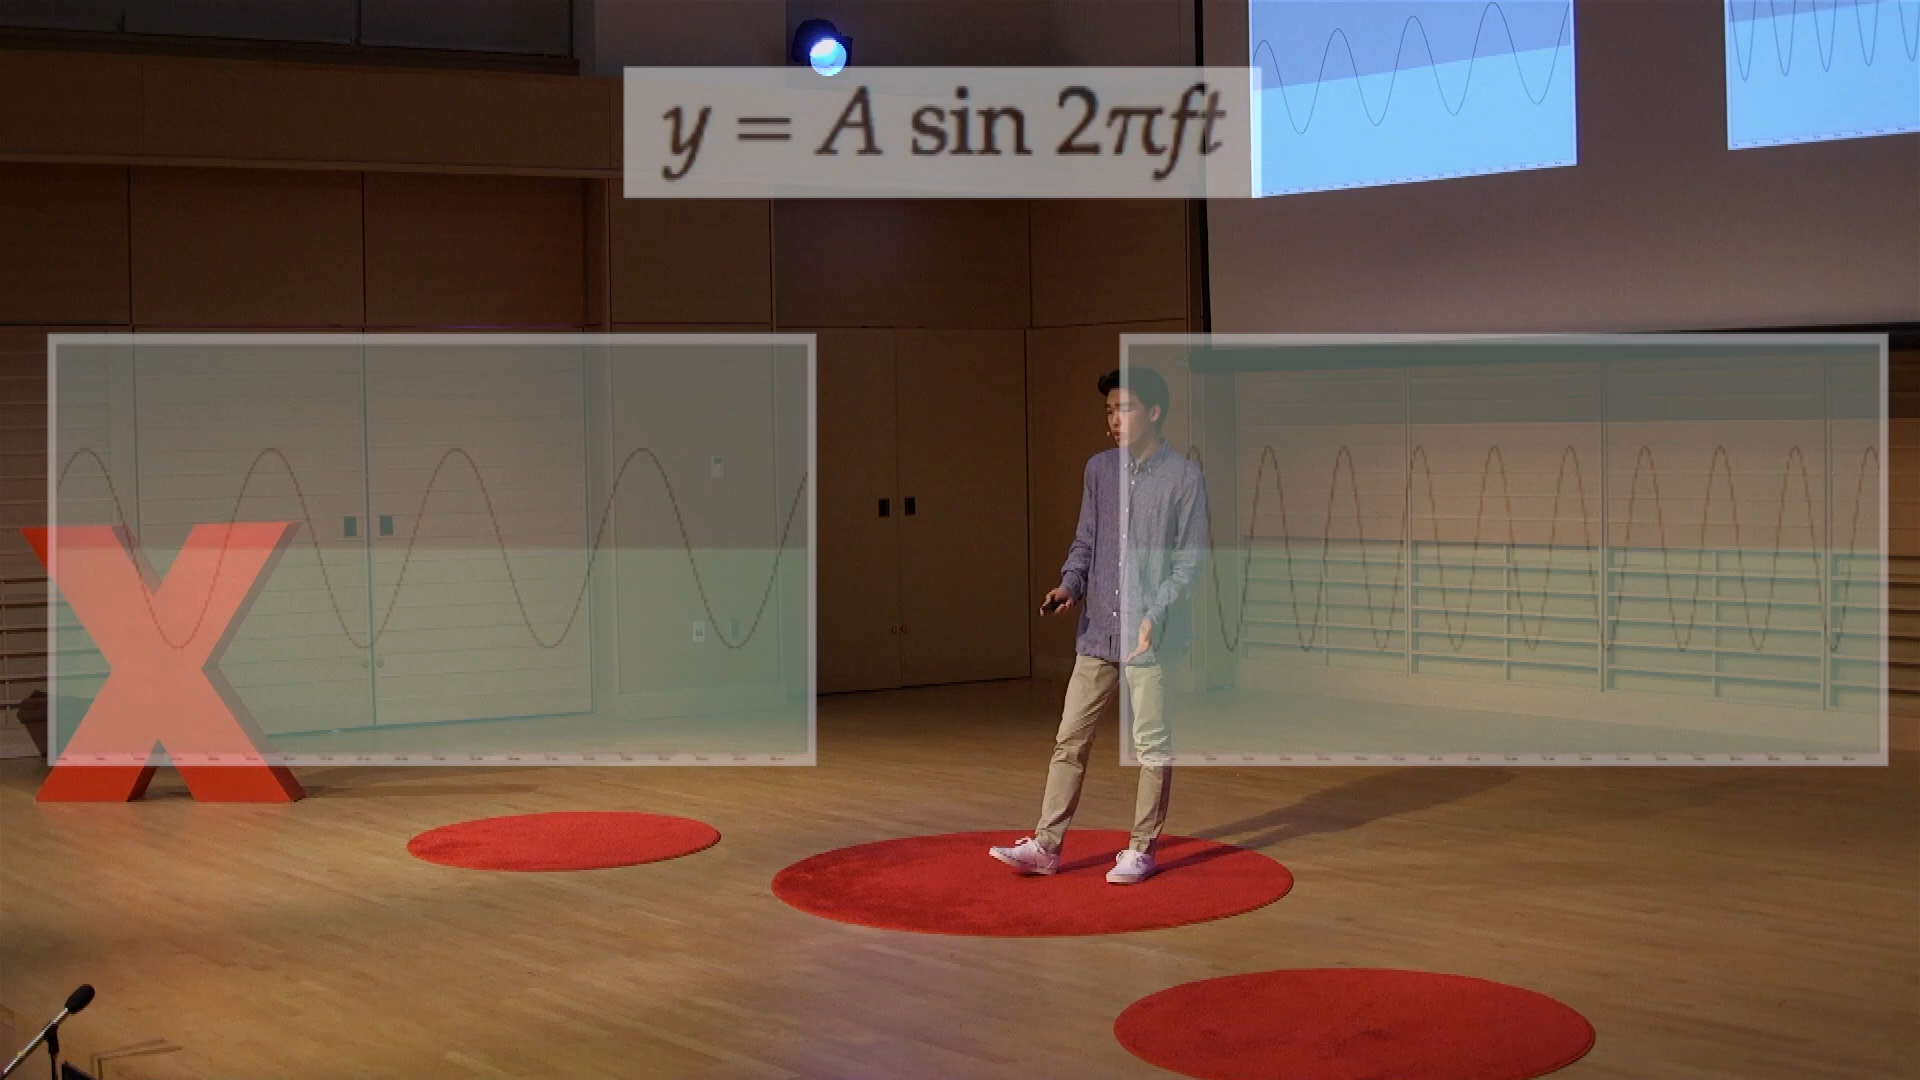 y = A sin 2πft
X